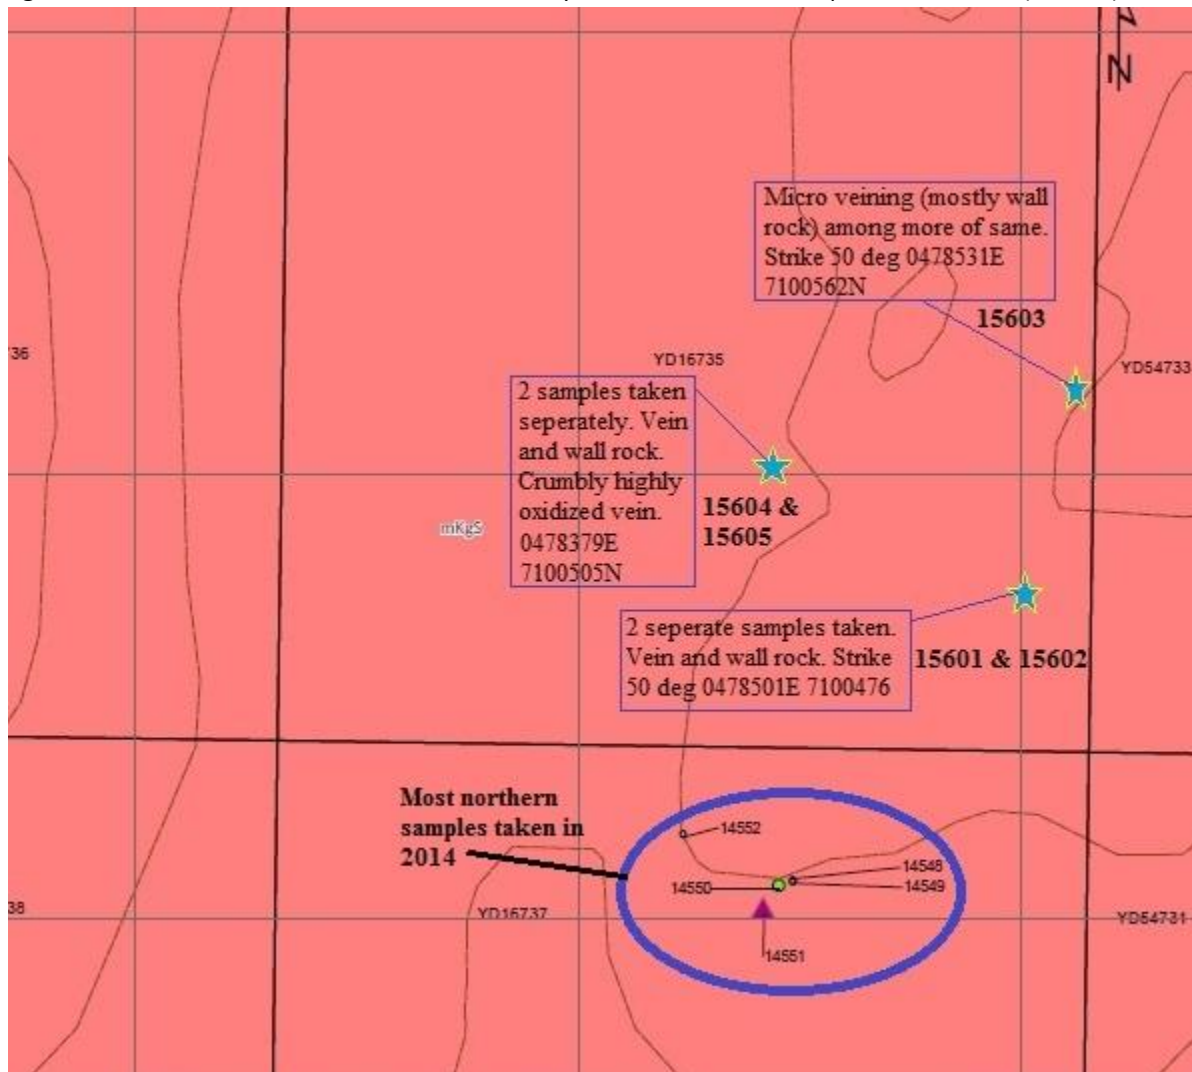 N
Micro veining (mostly wall
rock) among more of same.
Strike 50 deg 0478531E
7100562N
15603
'36
YD16735
YD54733
2 samples taken
seperately. Vein
and wall rock.
Crumbly highly
oxidized vein.
0478379E
7100505N
15604 &
15605
mKgS
2 seperate samples taken.
Vein and wall rock. Strike
50 deg 0478501E 7100476
15601 & 15602
Most northern
samples taken in
2014
14552
14548
14550
14549
38
YD16737
YD54731
14551